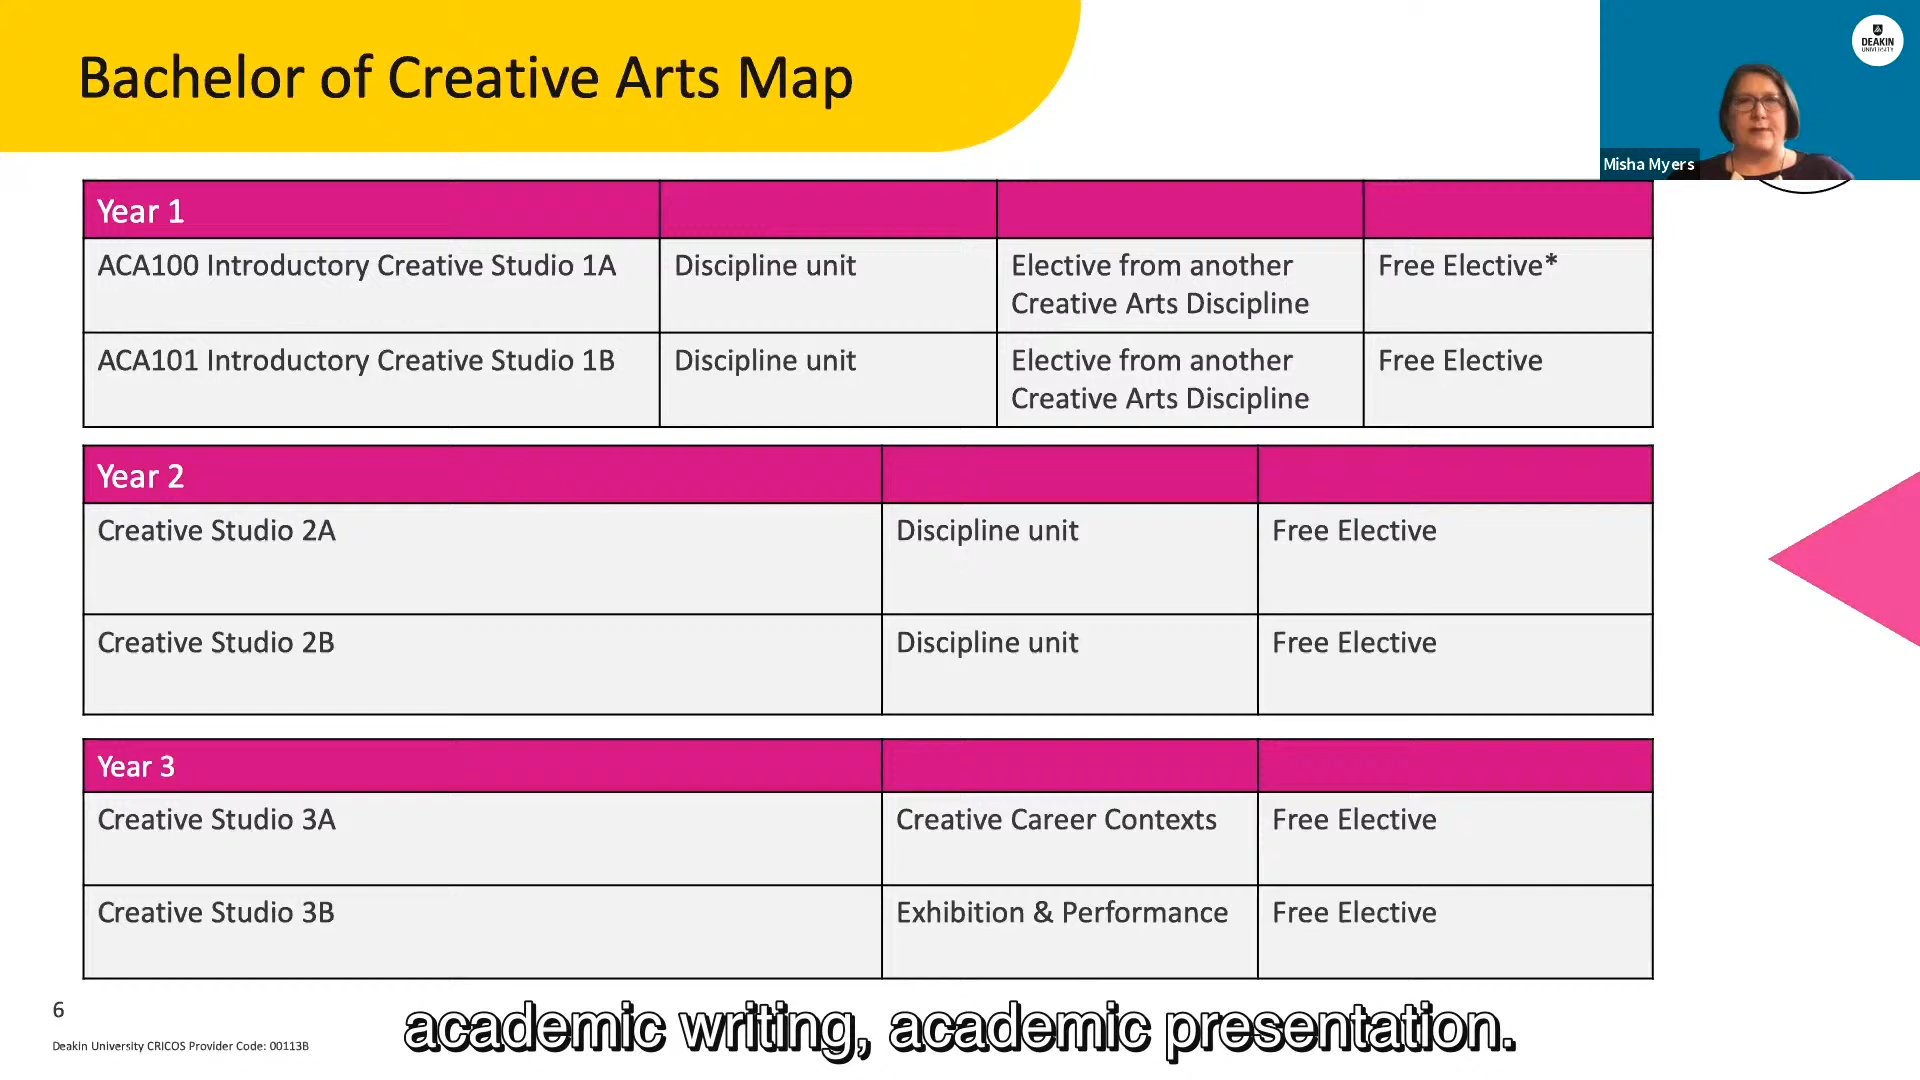 Bachelor of Creative Arts Map
DEAKIN
UNIVERSITY
Misha Myers
Year 1
ACA100 Introductory Creative Studio 1A
Discipline unit
Elective from another
Creative Arts Discipline
Free Elective*
ACA101 Introductory Creative Studio 1B
Discipline unit
Elective from another
Creative Arts Discipline
Free Elective
Year 2
Creative Studio 2A
Discipline unit
Free Elective
Creative Studio 2B
Discipline unit
Free Elective
Year 3
Creative Studio 3A
Creative Career Contexts
Free Elective
Creative Studio 3B
Exhibition & Performance
Free Elective
6
Deakin University CRICOS Provider Code: 00113B
academic writing, academic presentation.